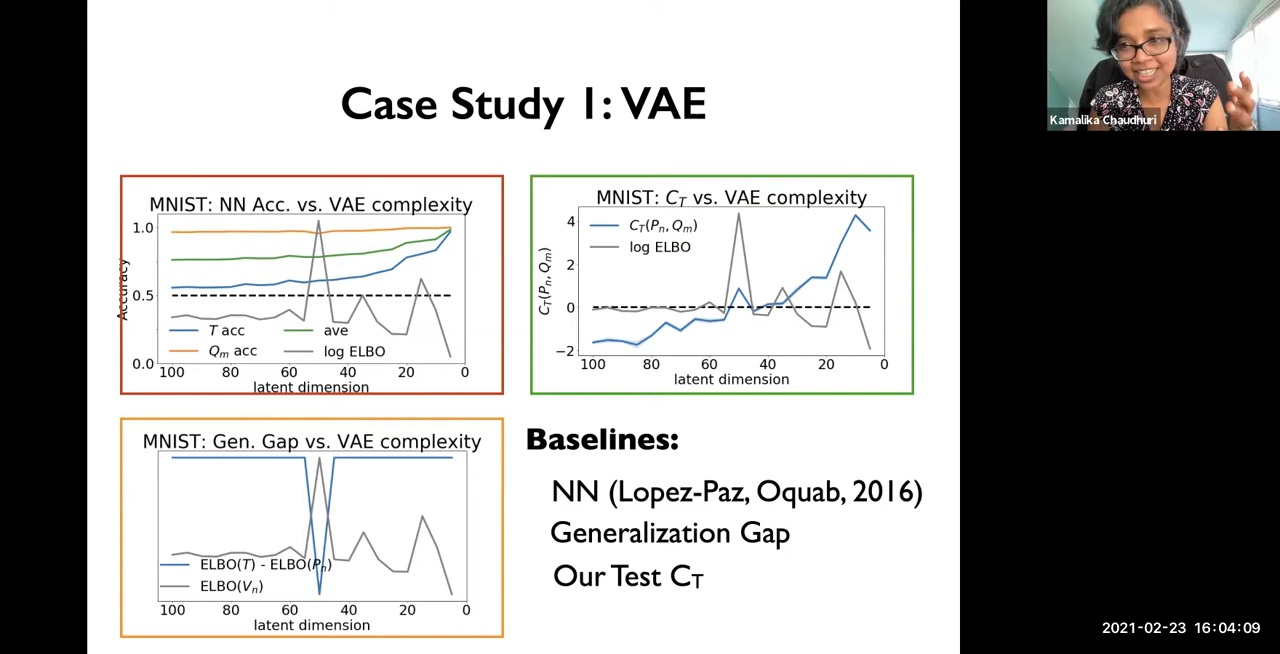 Kamalika Chaudhuri
Case Study 1: VAE
MNIST: NN Acc. vs. VAE complexity
Accuracy
1.0
0.5
0.0
T acc
ave
Qm acc
log ELBO
100 80 60 40 20 0
latent dimension
MNIST: CT vs. VAE complexity
CT(Pn, Qm)
4
2
0
−2
CT(Pn, Qm)
log ELBO
100 80 60 40 20 0
latent dimension
MNIST: Gen. Gap vs. VAE complexity
ELBO(T) - ELBO(Pn)
ELBO(Vn)
100 80 60 40 20 0
latent dimension
Baselines:
NN (Lopez-Paz, Oquab, 2016)
Generalization Gap
Our Test CT
2021-02-23 16:04:09